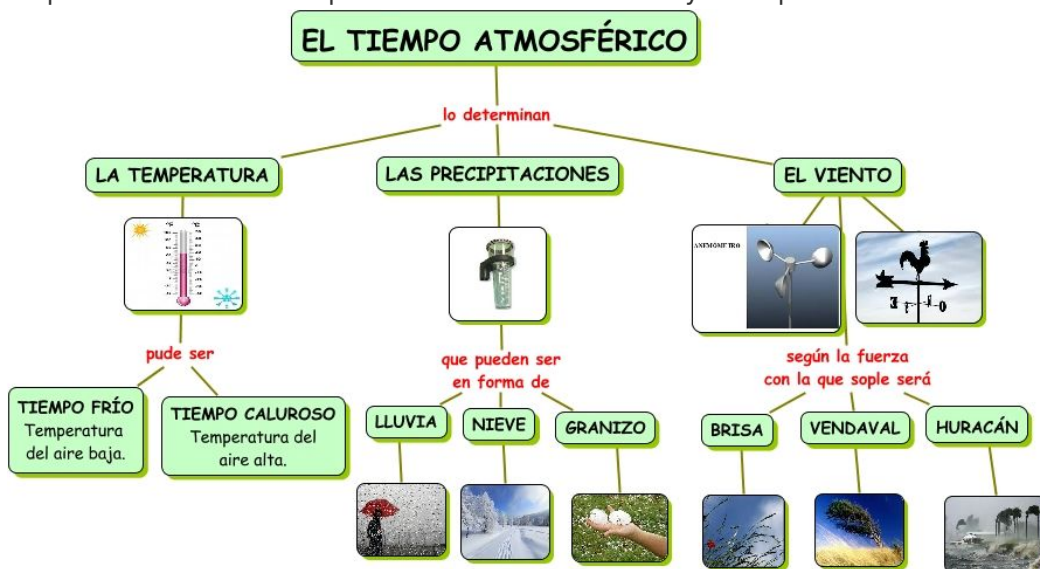 EL TIEMPO ATMOSFÉRICO
lo determinan
LA TEMPERATURA
LAS PRECIPITACIONES
EL VIENTO
ANEMOMETRO
E
O
pude ser
que pueden ser
en forma de
según la fuerza
con la que sople será
TIEMPO FRÍO
Temperatura
del aire baja.
TIEMPO CALUROSO
Temperatura del
aire alta.
LLUVIA
NIEVE
GRANIZO
BRISA
VENDAVAL
HURACÁN